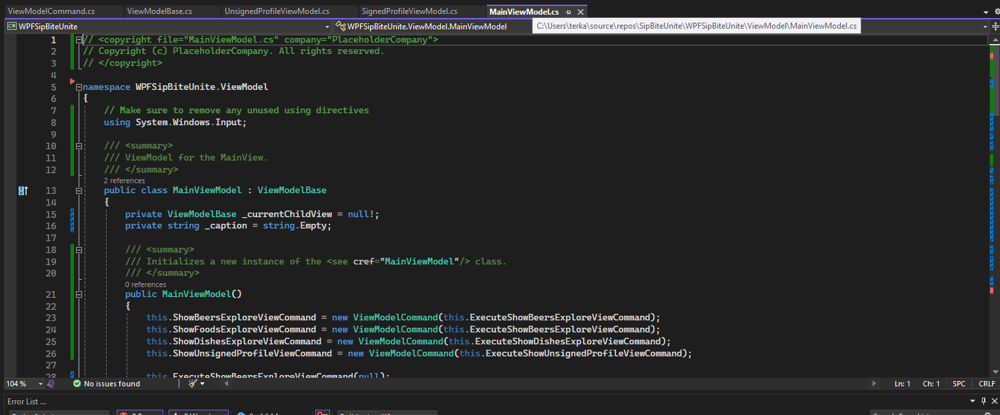 ViewModelCommand.cs ViewModelBase.cs UnsignedProfileViewModel.cs SignedProfileViewModel.cs MainViewModel.cs
C# WPFSipBiteUnite WPFSipBiteUnite.ViewModel.MainViewModel C:\Users\terka\source\repos\SipBiteUnite\WPFSipBiteUnite\ViewModel\MainViewModel.cs
1 // <copyright file="MainViewModel.cs" company="PlaceholderCompany">
2 // Copyright (c) PlaceholderCompany. All rights reserved.
3 // </copyright>
4
5 namespace WPFSipBiteUnite.ViewModel
6 {
7 // Make sure to remove any unused using directives
8 using System.Windows.Input;
9
10 /// <summary>
11 /// ViewModel for the MainView.
12 /// </summary>
2 references
13 public class MainViewModel : ViewModelBase
14 {
15 private ViewModelBase _currentChildView = null!;
16 private string _caption = string.Empty;
17
18 /// <summary>
19 /// Initializes a new instance of the <see cref="MainViewModel"/> class.
20 /// </summary>
0 references
21 public MainViewModel()
22 {
23 this.ShowBeersExploreViewCommand = new ViewModelCommand(this.ExecuteShowBeersExploreViewCommand);
24 this.ShowFoodsExploreViewCommand = new ViewModelCommand(this.ExecuteShowFoodsExploreViewCommand);
25 this.ShowDishesExploreViewCommand = new ViewModelCommand(this.ExecuteShowDishesExploreViewCommand);
26 this.ShowUnsignedProfileViewCommand = new ViewModelCommand(this.ExecuteShowUnsignedProfileViewCommand);
27
28 this.ExecuteShowBeersExploreViewCommand(null);
104 % No issues found Ln: 1 Ch: 1 SPC CRLF
Error List ...